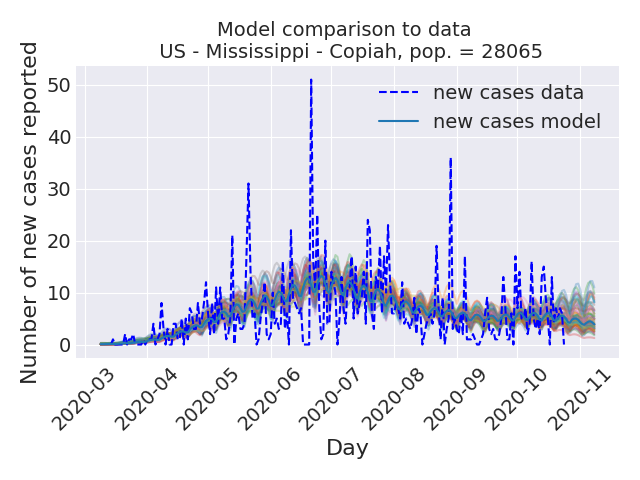 Model comparison to data
US - Mississippi - Copiah, pop. = 28065
Number of new cases reported
50
40
30
20
10
0
new cases data
new cases model
2020-03
2020-04
2020-05
2020-06
2020-07
2020-08
2020-09
2020-10
2020-11
Day